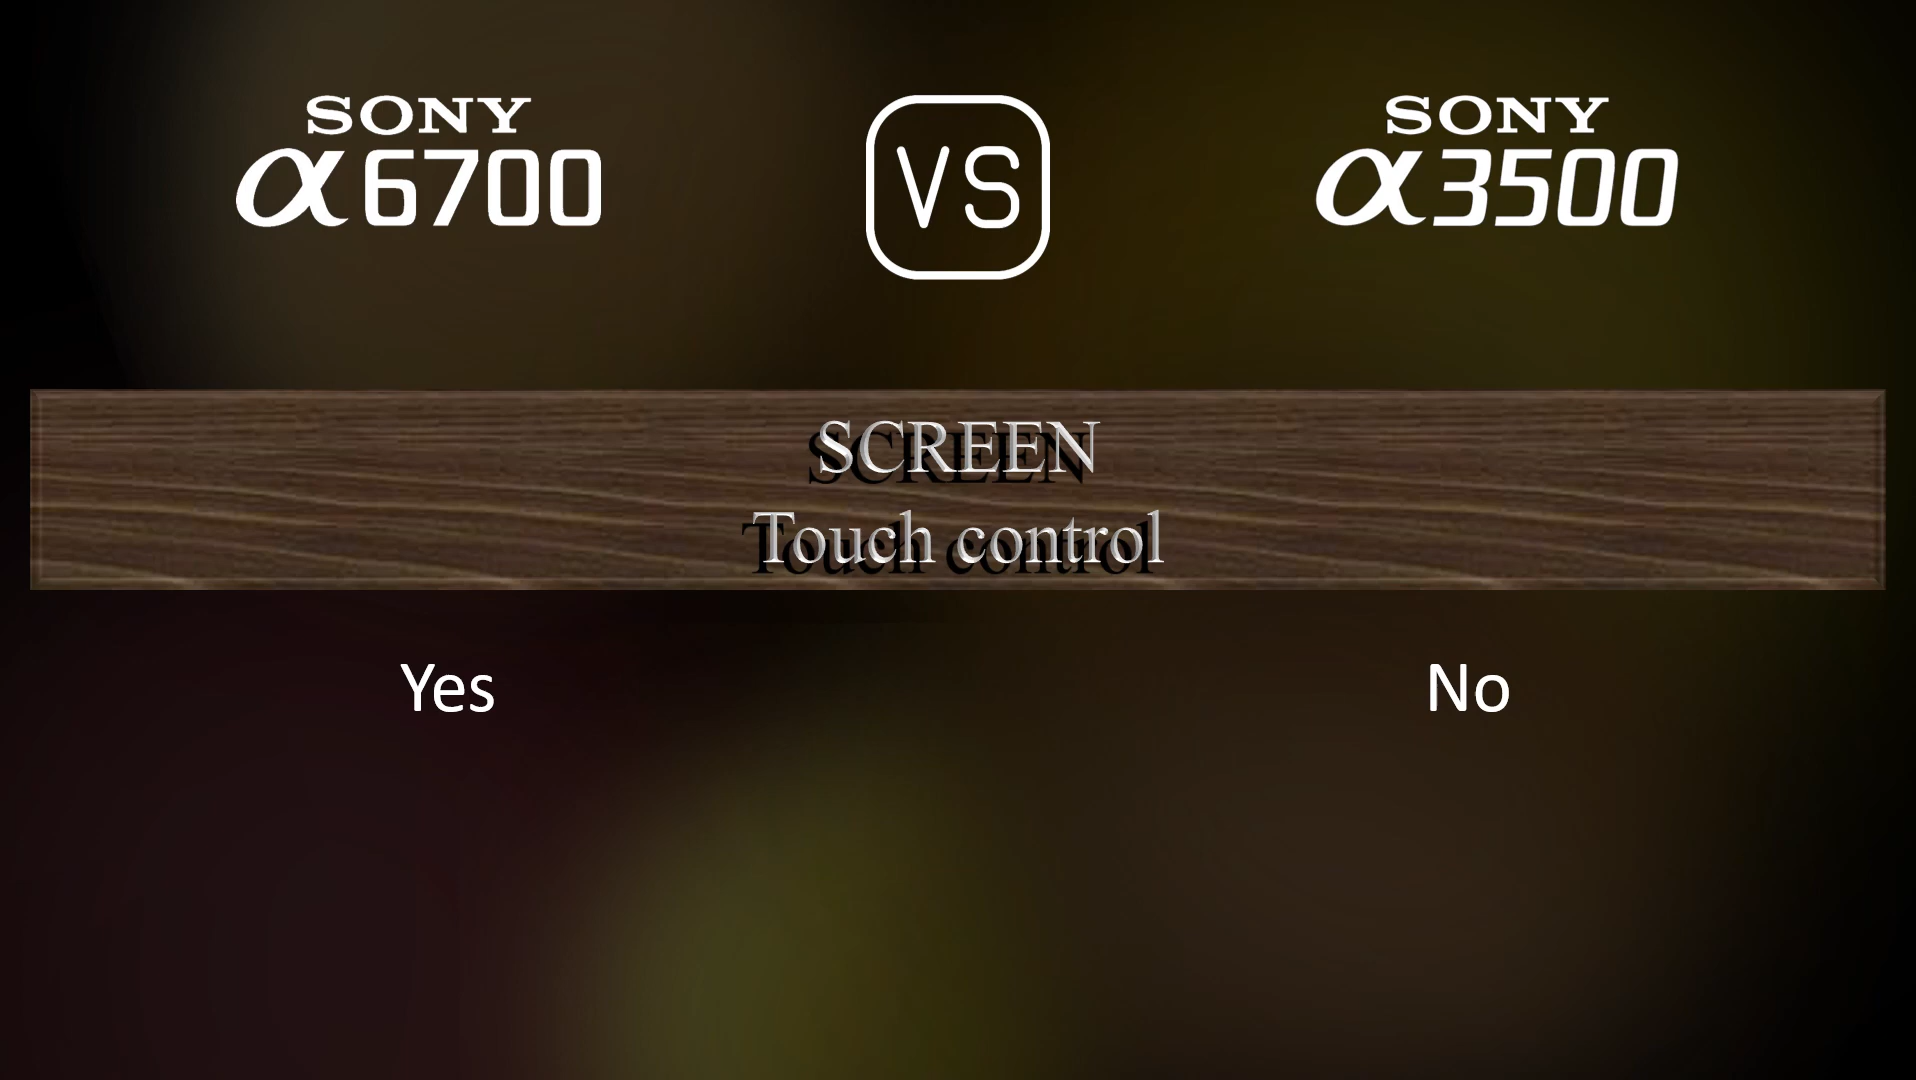 SONY
α6700
VS
SONY
α3500
SCREEN
Touch control
Yes
No